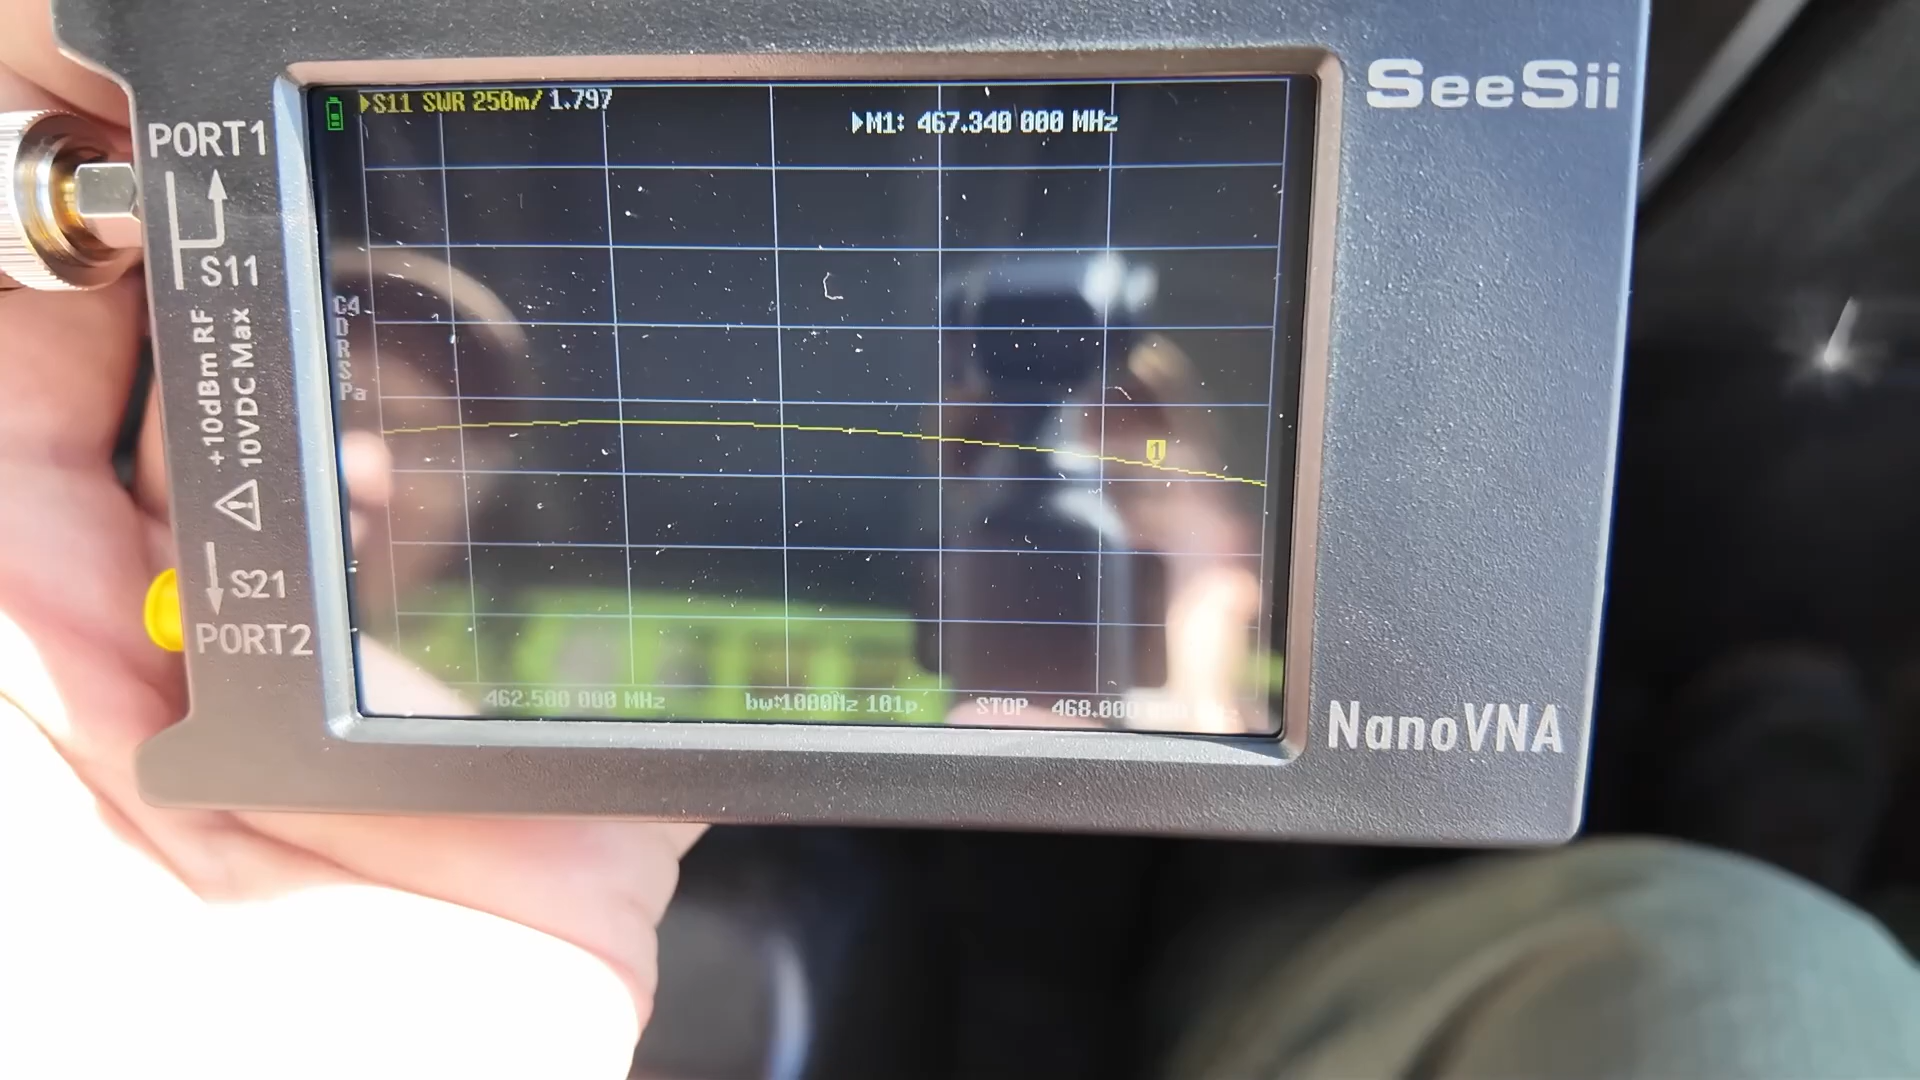 SeeSii
S11 SWR 250m/ 1.797
M1: 467.340 000 MHz
PORT1
S11
+10dBm RF
10VDC Max
C4
D
R
S
Pa
S21
PORT2
462.500 000 MHz
bw:1000Hz 101p.
STOP 468.000
NanoVNA
1